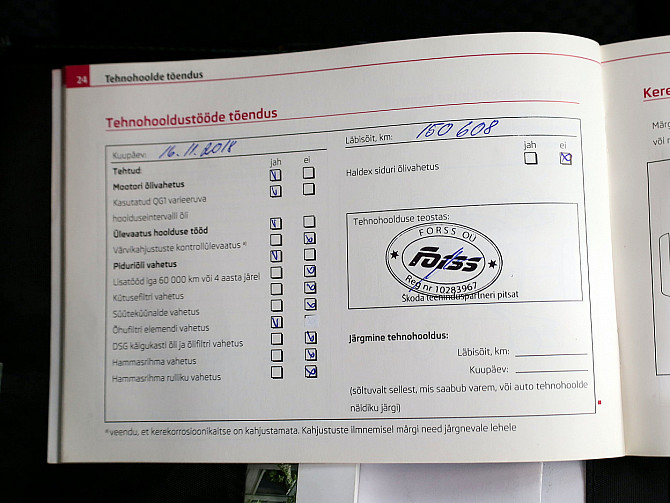 24 Tehnohoolde tõendus
Tehnohooldustööde tõendus
Kuupäev: 16.11.2018
Läbisõit, km: 150 608
Tehtud: jah ei
Mootori õlivahetus
Kasutatud QG1 varieeruva
hoolduseintervalli õli
Ülevaatus hoolduse tööd
Värvikahjustuste kontrollülevaatus
Piduriõli vahetus
Lisatööd iga 60 000 km või 4 aasta järel
Kütusefiltri vahetus
Süüteküünalde vahetus
Õhufiltri elemendi vahetus
DSG käigukasti õli ja õlifiltri vahetus
Hammasrihma vahetus
Hammasrihma rulliku vahetus
jah ei
Haldex siduri õlivahetus
Tehnohoolduse teostas:
FORSS OÜ
Forss
Reg nr 10283967
Škoda teeninduspartneri pitsat
Järgmine tehnohooldus:
Läbisõit, km:
Kuupäev:
(sõltuvalt sellest, mis saabub varem, või auto tehnohoolde
näidiku järgi)
veendu, et kerekorrosioonikaitse on kahjustamata. Kahjustuste ilmnemisel märgi need järgnevale lehele
Kere
Märg
või r